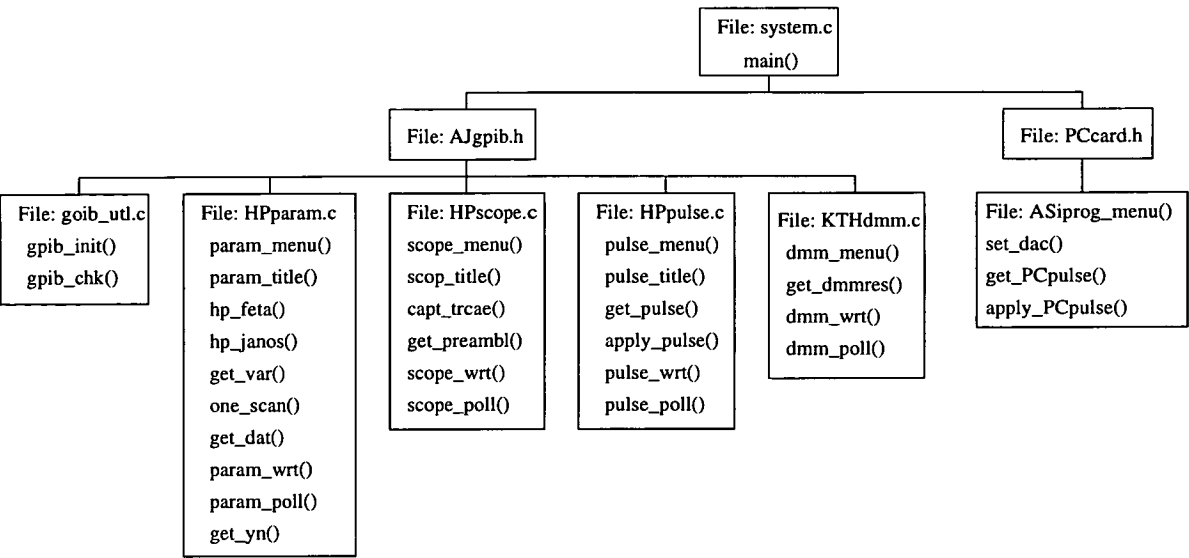 File: system.c
main()
File: AJgpib.h
File: PCcard.h
File: goib_utl.c
gpib_init()
gpib_chk()
File: HPparam.c
param_menu()
param_title()
hp_feta()
hp_janos()
get_var()
one_scan()
get_dat()
param_wrt()
param_poll()
get_yn()
File: HPscope.c
scope_menu()
scop_title()
capt_trcae()
get_preambl()
scope_wrt()
scope_poll()
File: HPpulse.c
pulse_menu()
pulse_title()
get_pulse()
apply_pulse()
pulse_wrt()
pulse_poll()
File: KTHdmm.c
dmm_menu()
get_dmmres()
dmm_wrt()
dmm_poll()
File: ASiprog_menu()
set_dac()
get_PCpulse()
apply_PCpulse()